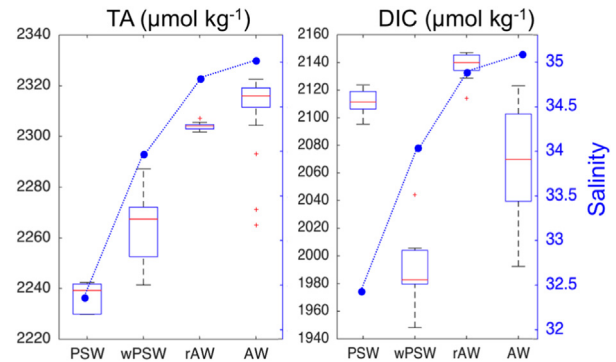 TA (µmol kg⁻¹)
DIC (µmol kg⁻¹)
2340
2320
2300
2280
2260
2240
2220
PSW
wPSW
rAW
AW
2160
2140
2120
2100
2080
2060
2040
2020
2000
1980
1960
1940
PSW
wPSW
rAW
AW
35
34.5
34
33.5
33
32.5
32
Salinity